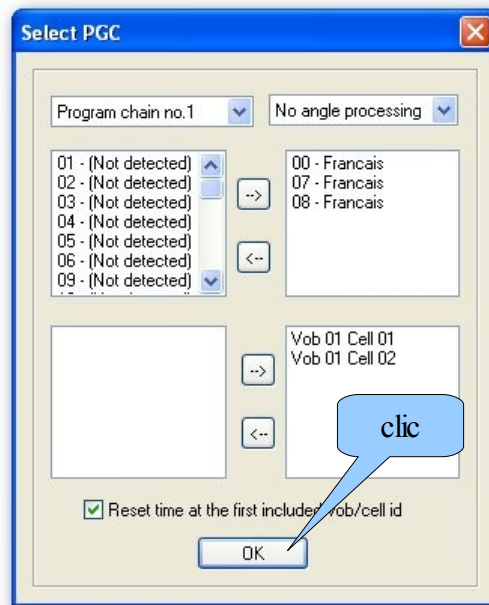 Select PGC
Program chain no.1
No angle processing
01 - (Not detected)
02 - (Not detected)
03 - (Not detected)
04 - (Not detected)
05 - (Not detected)
06 - (Not detected)
09 - (Not detected)
-->
<--
00 - Francais
07 - Francais
08 - Francais
-->
<--
Vob 01 Cell 01
Vob 01 Cell 02
clic
Reset time at the first included vob/cell id
OK